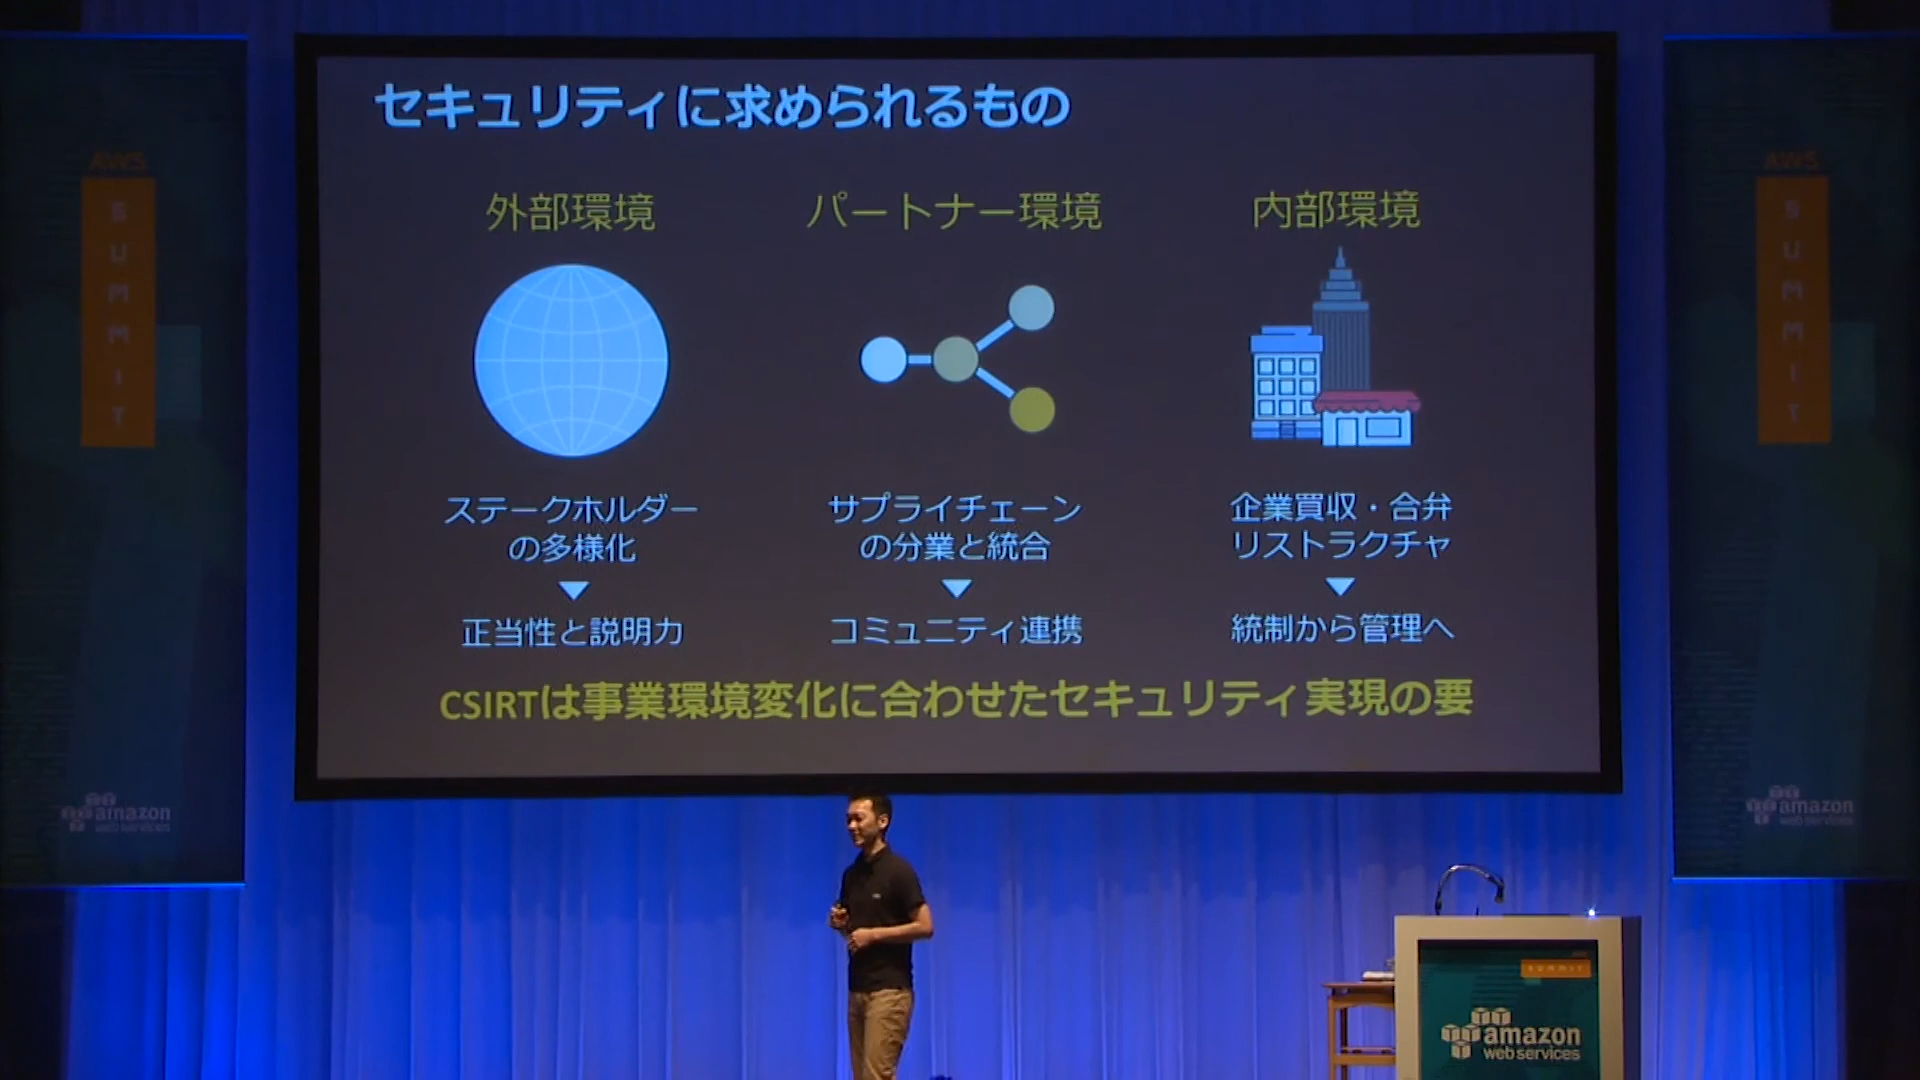 セキュリティに求められるもの
外部環境
パートナー環境
内部環境
ステークホルダー
の多様化
正当性と説明力
サプライチェーン
の分業と統合
コミュニティ連携
企業買収・合弁
リストラクチャ
統制から管理へ
CSIRTは事業環境変化に合わせたセキュリティ実現の要
AWS
SUMMIT
amazon
web services
AWS
SUMMIT
amazon
web services
SUMMIT
amazon
web services